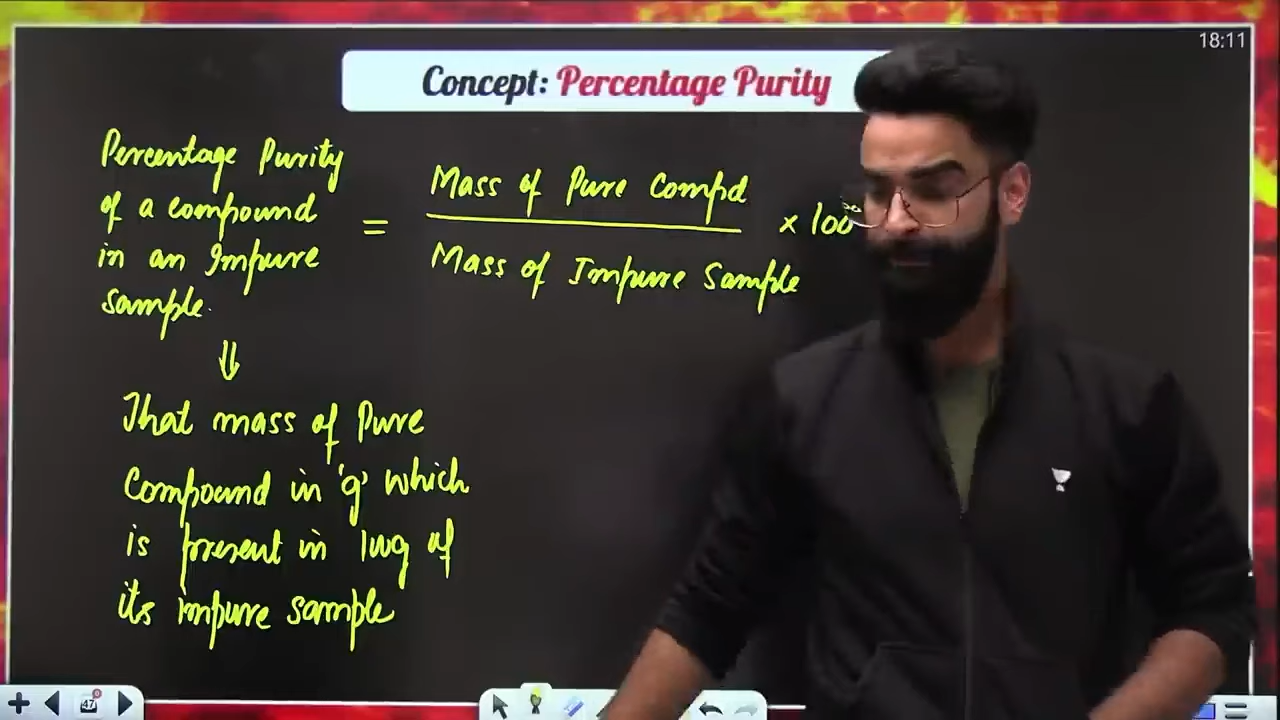 18:11
Concept: Percentage Purity
Percentage Purity
of a compound
in an Impure
sample.
=
Mass of Pure Compd
Mass of Impure Sample
× 100
⇓
That mass of Pure
Compound in 'g' which
is present in 100g of
its impure sample
47